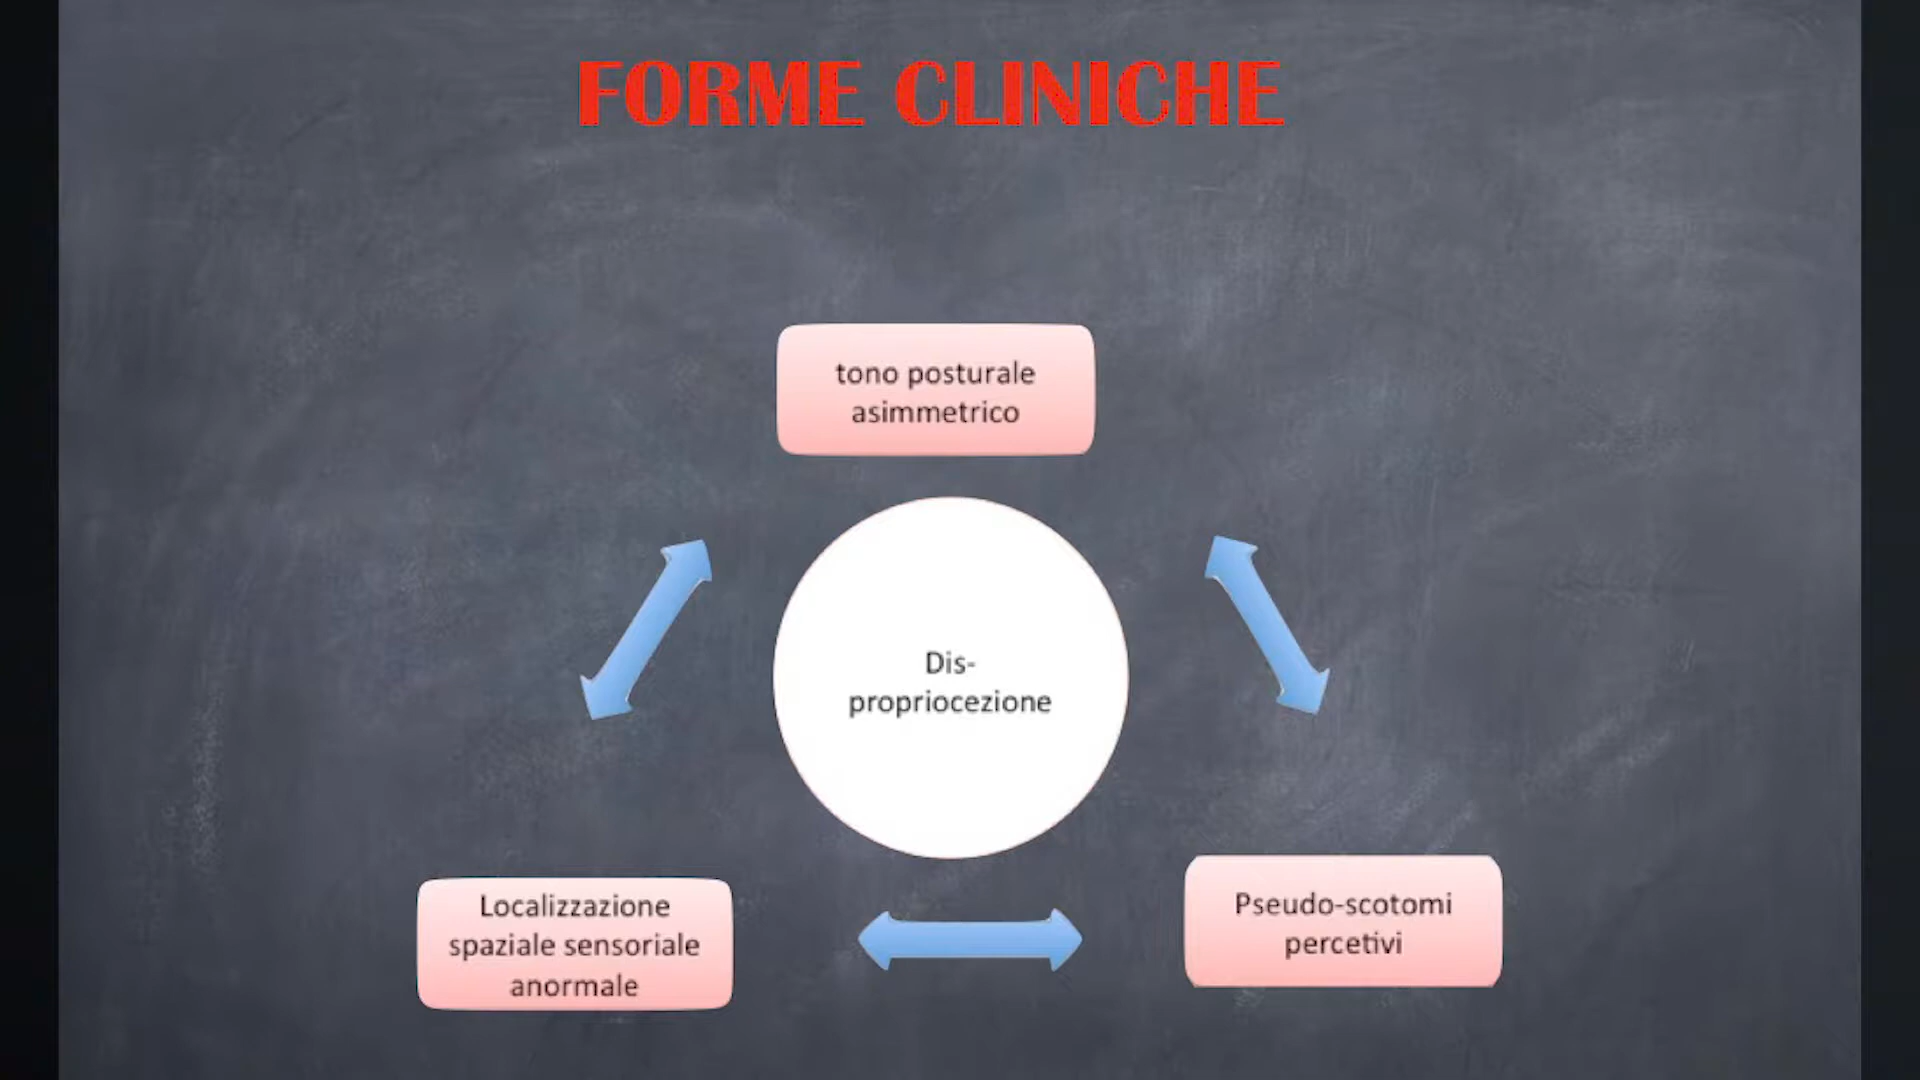 FORME CLINICHE
tono posturale
asimmetrico
Dis-
propriocezione
Localizzazione
spaziale sensoriale
anormale
Pseudo-scotomi
percetivi